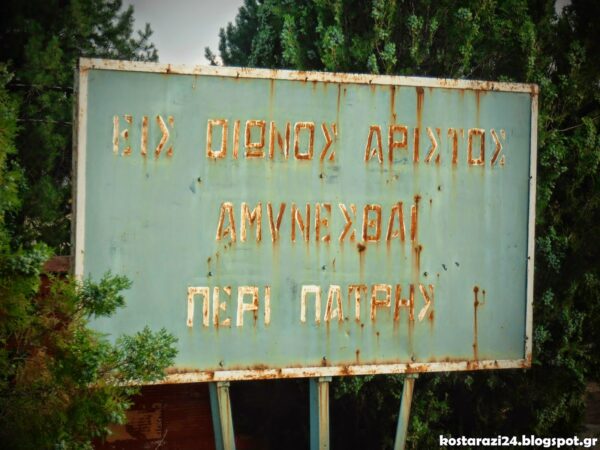 ΕΙΣ ΟΙΩΝΟΣ ΑΡΙΣΤΟΣ
ΑΜΥΝΕΣΘΑΙ
ΠΕΡΙ ΠΑΤΡΗΣ
kostarazi24.blogspot.gr